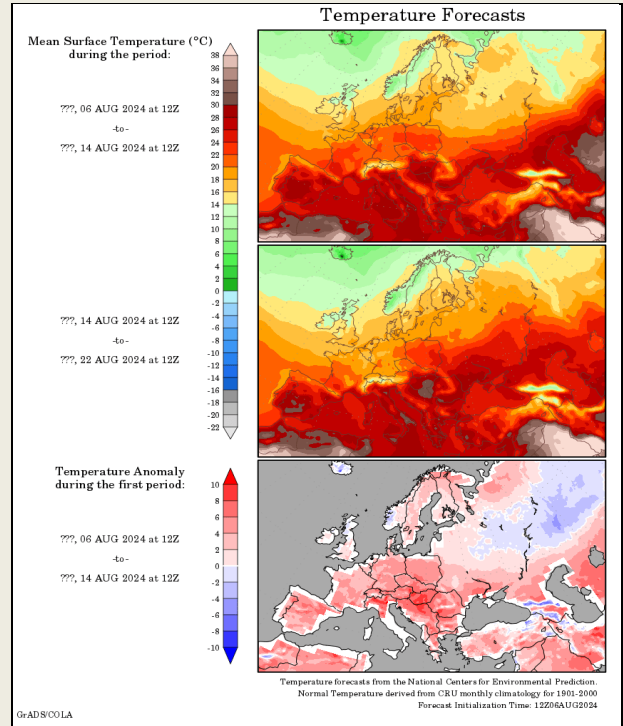 Temperature Forecasts
Mean Surface Temperature (°C)
during the period:
???, 06 AUG 2024 at 12Z
-to-
???, 14 AUG 2024 at 12Z
38
36
34
32
30
28
26
24
22
20
18
16
14
12
10
8
6
4
2
0
-2
-4
-6
-8
-10
-12
-14
-16
-18
-20
-22
???, 14 AUG 2024 at 12Z
-to-
???, 22 AUG 2024 at 12Z
Temperature Anomaly
during the first period:
???, 06 AUG 2024 at 12Z
-to-
???, 14 AUG 2024 at 12Z
10
8
6
4
2
0
-2
-4
-6
-8
-10
Temperature forecasts from the National Centers for Environmental Prediction.
Normal Temperature derived from CRU monthly climatology for 1901-2000
Forecast Initialization Time: 12Z06AUG2024
GrADS/COLA